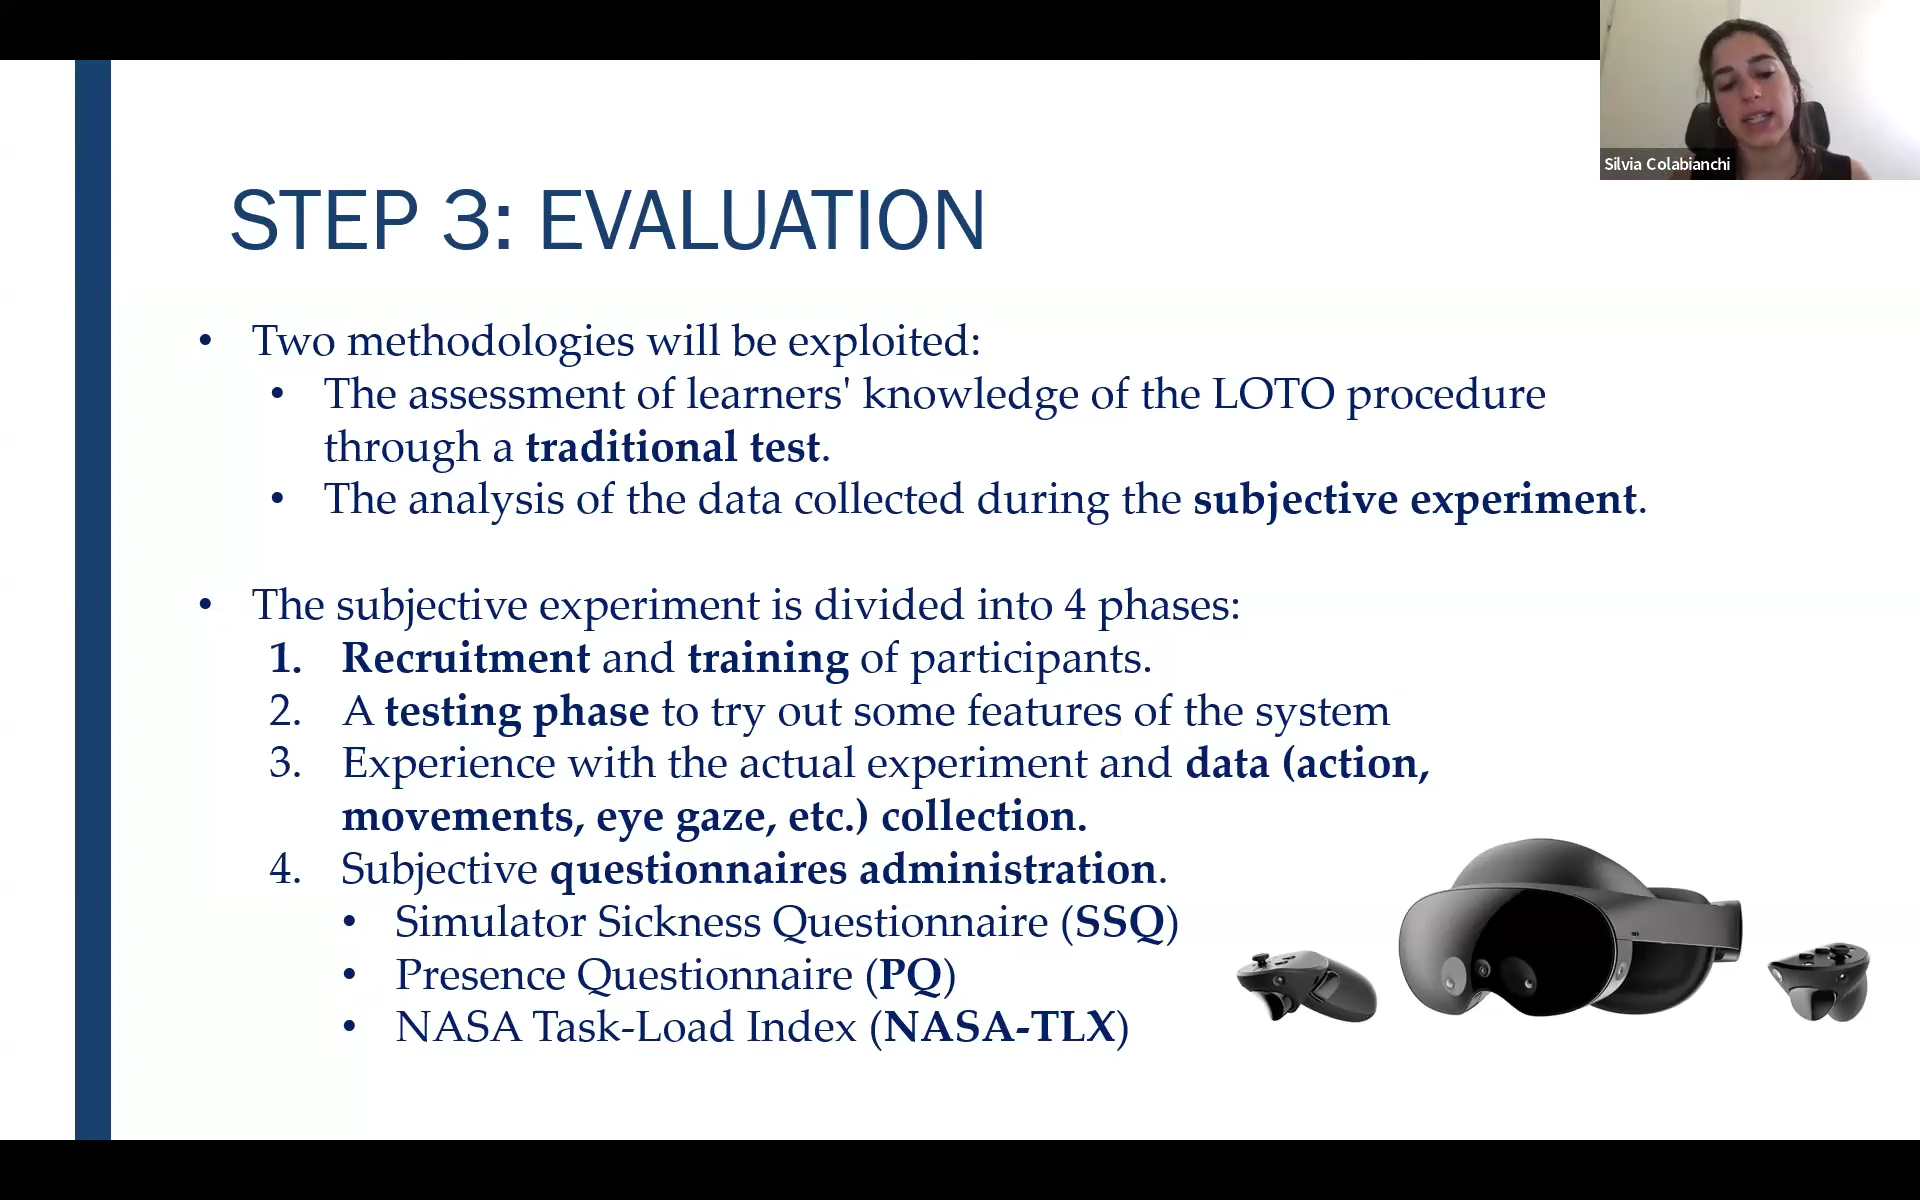 Silvia Colabianchi
STEP 3: EVALUATION
• Two methodologies will be exploited:
• The assessment of learners' knowledge of the LOTO procedure
through a traditional test.
• The analysis of the data collected during the subjective experiment.
• The subjective experiment is divided into 4 phases:
1. Recruitment and training of participants.
2. A testing phase to try out some features of the system
3. Experience with the actual experiment and data (action,
movements, eye gaze, etc.) collection.
4. Subjective questionnaires administration.
• Simulator Sickness Questionnaire (SSQ)
• Presence Questionnaire (PQ)
• NASA Task-Load Index (NASA-TLX)